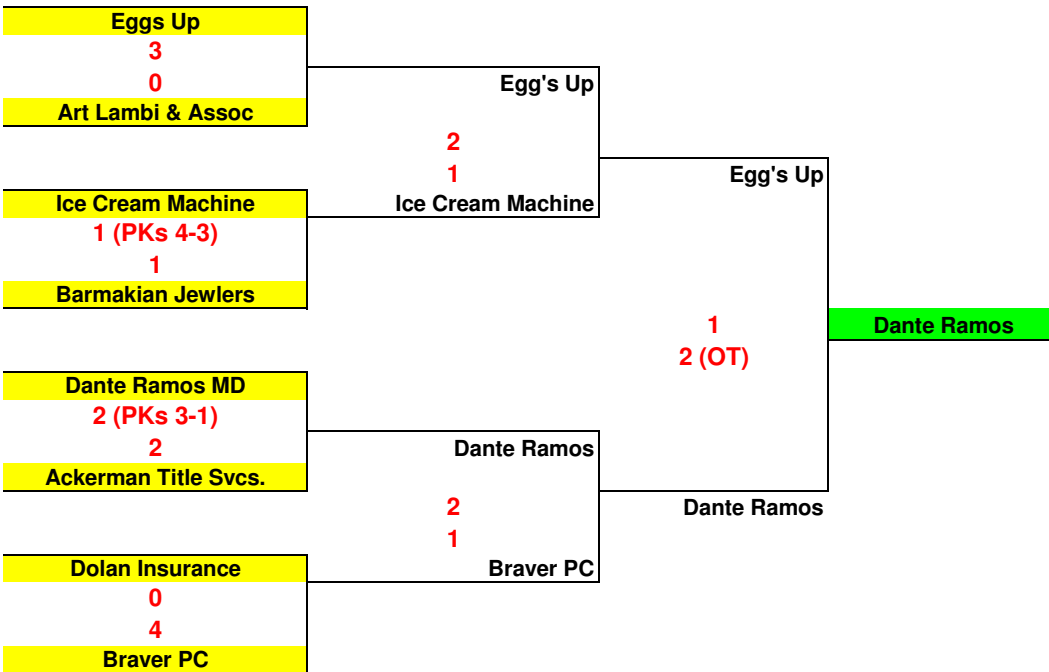 Eggs Up
3
0
Art Lambi & Assoc
Egg's Up
2
1
Ice Cream Machine
Ice Cream Machine
1 (PKs 4-3)
1
Barmakian Jewlers
Egg's Up
1
2 (OT)
Dante Ramos
Dante Ramos
Dante Ramos MD
2 (PKs 3-1)
2
Ackerman Title Svcs.
Dante Ramos
2
1
Braver PC
Dolan Insurance
0
4
Braver PC